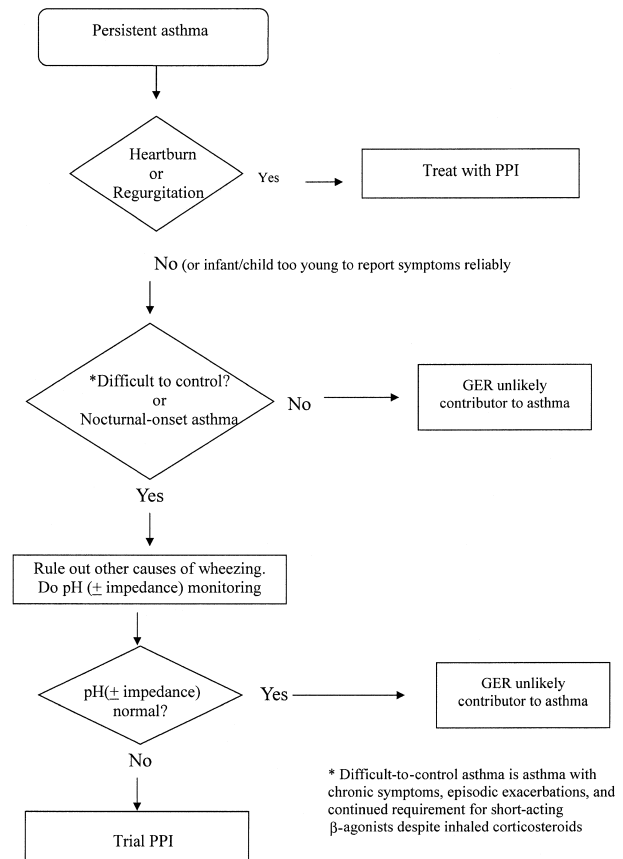 Persistent asthma
Heartburn
or
Regurgitation
Yes
Treat with PPI
No (or infant/child too young to report symptoms reliably
*Difficult to control?
or
Nocturnal-onset asthma
No
GER unlikely
contributor to asthma
Yes
Rule out other causes of wheezing.
Do pH (± impedance) monitoring
pH(± impedance)
normal?
Yes
GER unlikely
contributor to asthma
No
* Difficult-to-control asthma is asthma with
chronic symptoms, episodic exacerbations, and
continued requirement for short-acting
β-agonists despite inhaled corticosteroids
Trial PPI